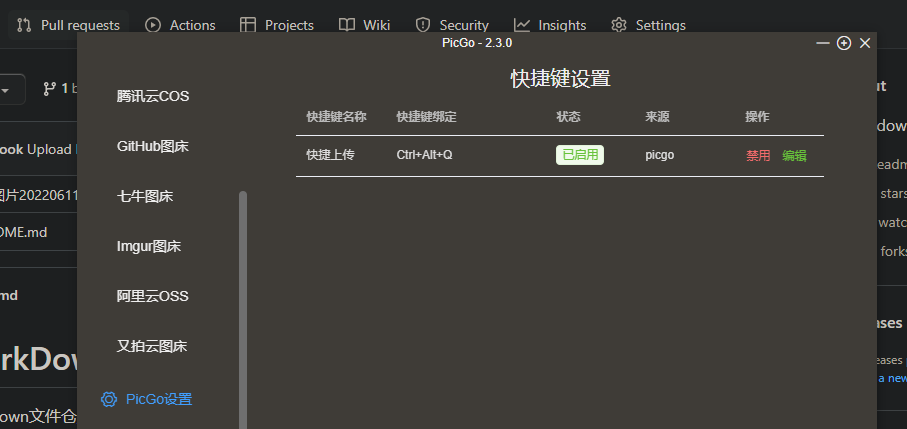 Pull requests Actions Projects Wiki Security Insights Settings
PicGo - 2.3.0
快捷键设置
快捷键名称 快捷键绑定 状态 来源 操作
快捷上传 Ctrl+Alt+Q 已启用 picgo 禁用 编辑
腾讯云COS
GitHub图床
七牛图床
Imgur图床
阿里云OSS
又拍云图床
PicGo设置
1
ook Upload
图片20220611
OME.md
md
rkDow
own文件仓
ut
dow
eadm
stars
watc
forks
ases
eases
a new